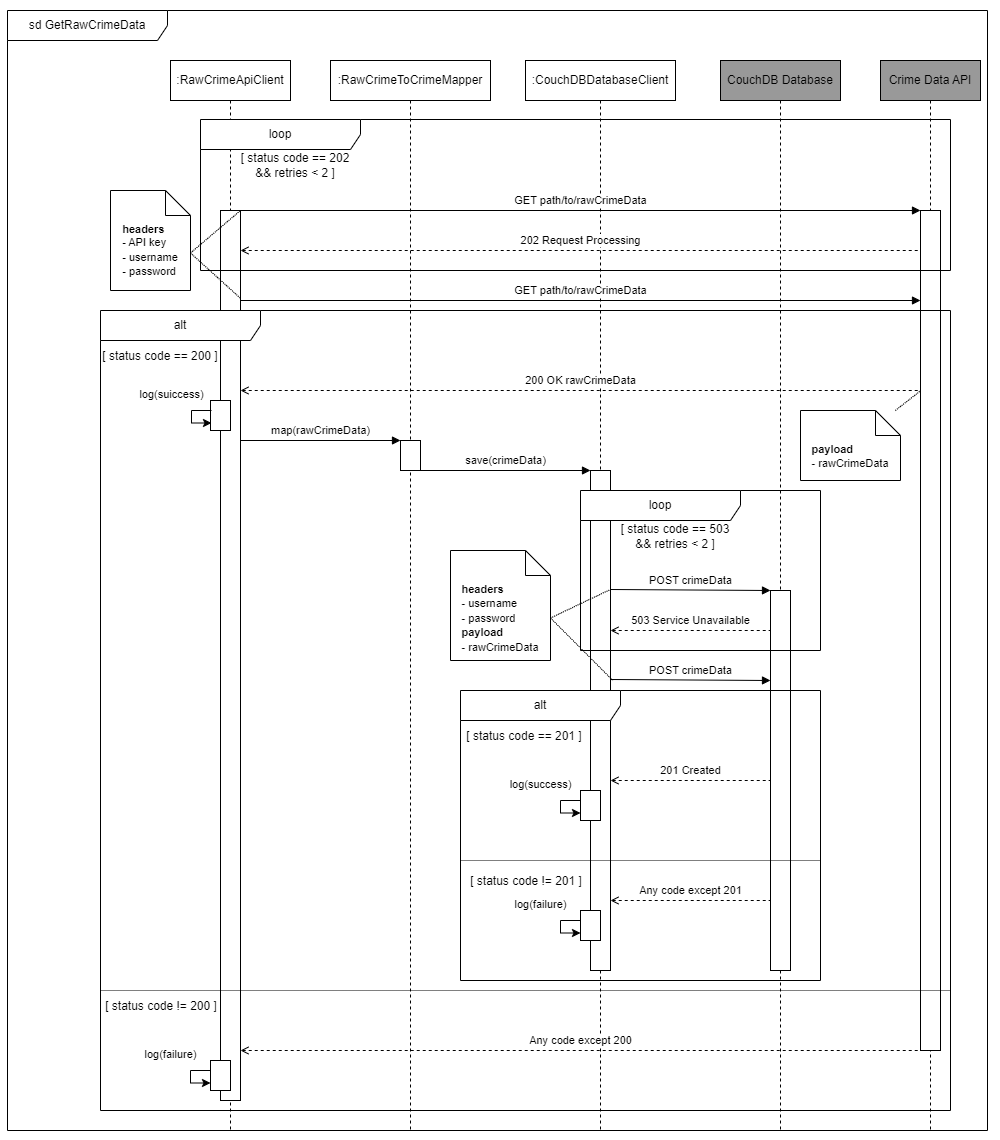 sd GetRawCrimeData
:RawCrimeApiClient
:RawCrimeToCrimeMapper
:CouchDBDatabaseClient
CouchDB Database
Crime Data API
loop
[ status code == 202
&& retries < 2 ]
GET path/to/rawCrimeData
headers
- API key
- username
- password
202 Request Processing
GET path/to/rawCrimeData
alt
[ status code == 200 ]
200 OK rawCrimeData
log(suiccess)
payload
- rawCrimeData
map(rawCrimeData)
save(crimeData)
loop
[ status code == 503
&& retries < 2 ]
POST crimeData
headers
- username
- password
payload
- rawCrimeData
503 Service Unavailable
POST crimeData
alt
[ status code == 201 ]
201 Created
log(success)
[ status code != 201 ]
Any code except 201
log(failure)
[ status code != 200 ]
Any code except 200
log(failure)